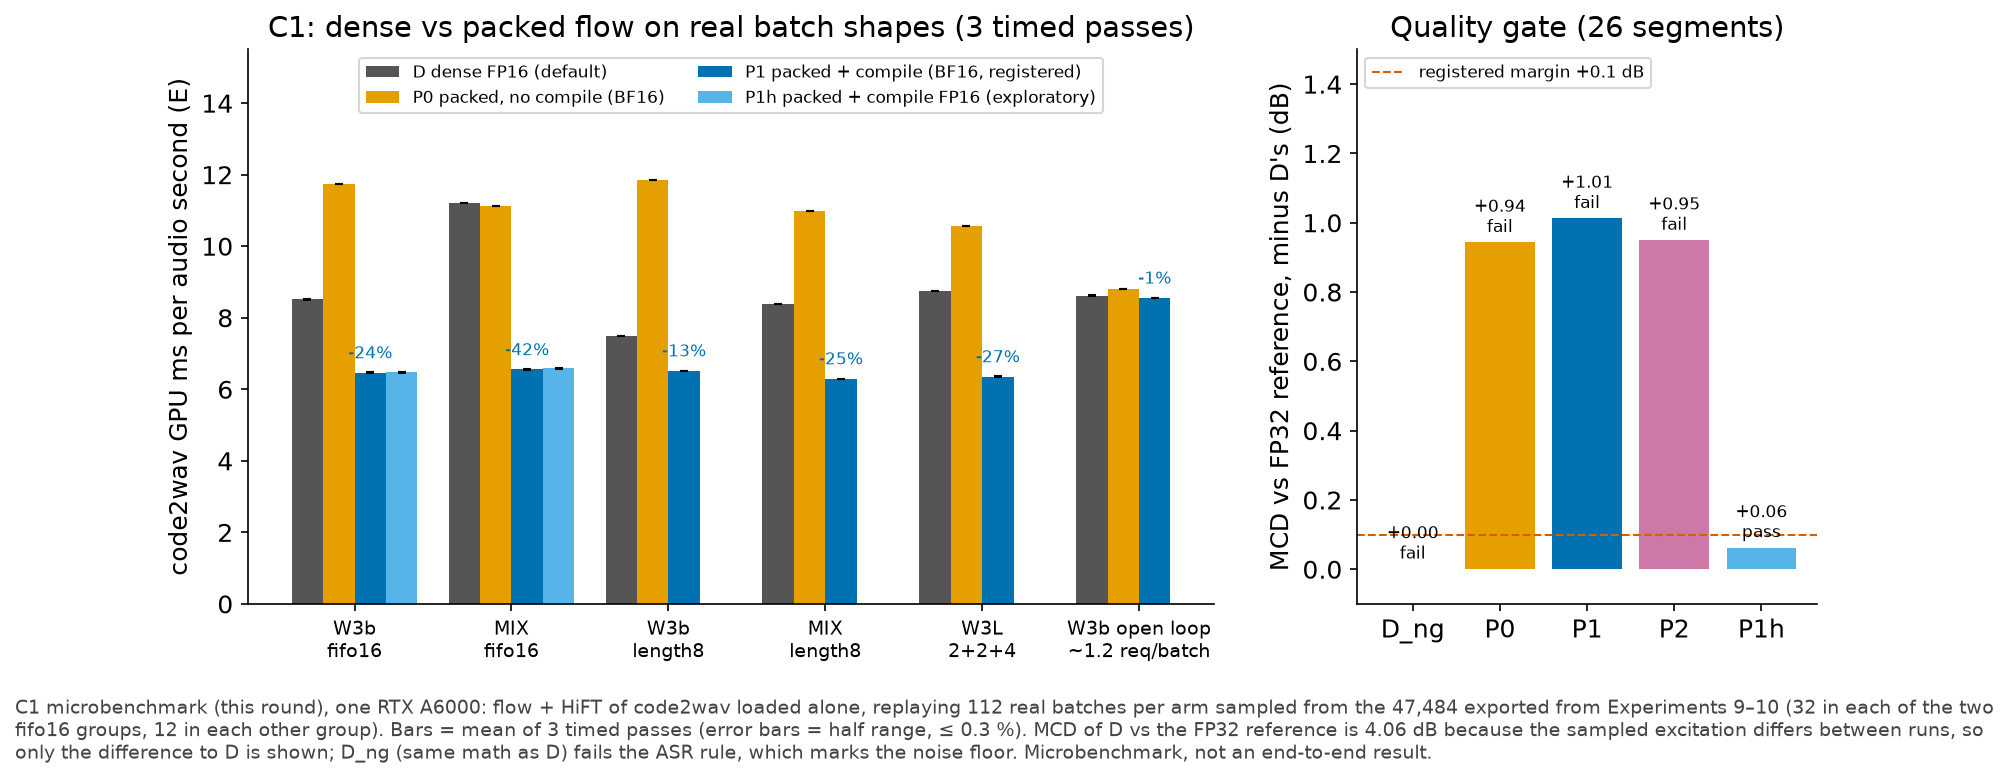 C1: dense vs packed flow on real batch shapes (3 timed passes)
D dense FP16 (default)
P0 packed, no compile (BF16)
P1 packed + compile (BF16, registered)
P1h packed + compile FP16 (exploratory)
code2wav GPU ms per audio second (E)
14
12
10
8
6
4
2
0
-24%
-42%
-13%
-25%
-27%
-1%
W3b
fifo16
MIX
fifo16
W3b
length8
MIX
length8
W3L
2+2+4
W3b open loop
~1.2 req/batch
Quality gate (26 segments)
registered margin +0.1 dB
MCD vs FP32 reference, minus D's (dB)
1.4
1.2
1.0
0.8
0.6
0.4
0.2
0.0
+0.00
fail
+0.94
fail
+1.01
fail
+0.95
fail
+0.06
pass
D_ng
P0
P1
P2
P1h
C1 microbenchmark (this round), one RTX A6000: flow + HiFT of code2wav loaded alone, replaying 112 real batches per arm sampled from the 47,484 exported from Experiments 9–10 (32 in each of the two
fifo16 groups, 12 in each other group). Bars = mean of 3 timed passes (error bars = half range, ≤ 0.3 %). MCD of D vs the FP32 reference is 4.06 dB because the sampled excitation differs between runs, so
only the difference to D is shown; D_ng (same math as D) fails the ASR rule, which marks the noise floor. Microbenchmark, not an end-to-end result.